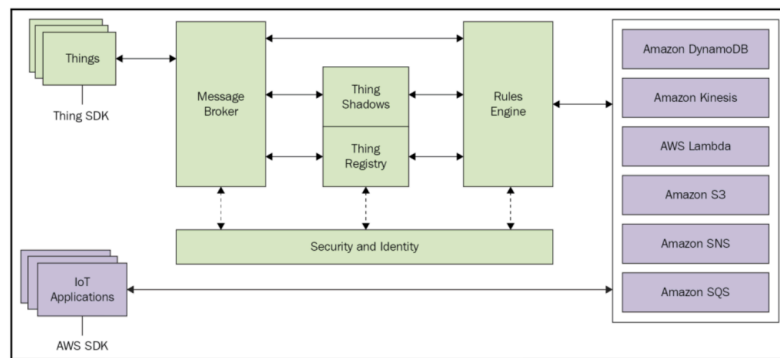 Things
Thing SDK
Message
Broker
Thing
Shadows
Thing
Registry
Rules
Engine
Security and Identity
IoT
Applications
AWS SDK
Amazon DynamoDB
Amazon Kinesis
AWS Lambda
Amazon S3
Amazon SNS
Amazon SQS